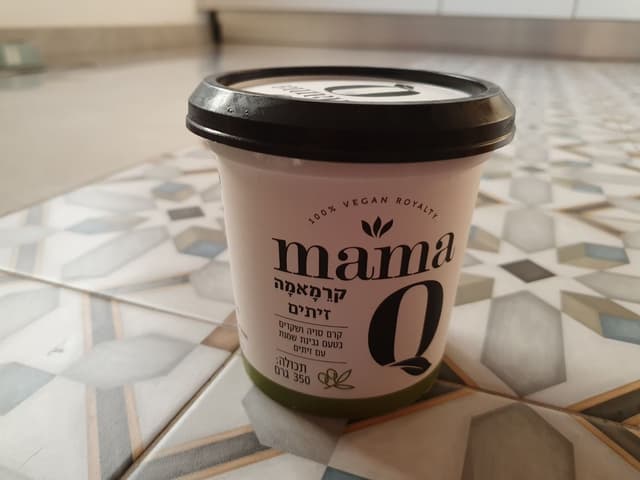 100% VEGAN ROYALTY
mama
Q
קרֵמָאמָה
זיתים
קרם סויה ושקדים
בטעם גבינת שמנת
עם זיתים
תכולה:
350 גרם